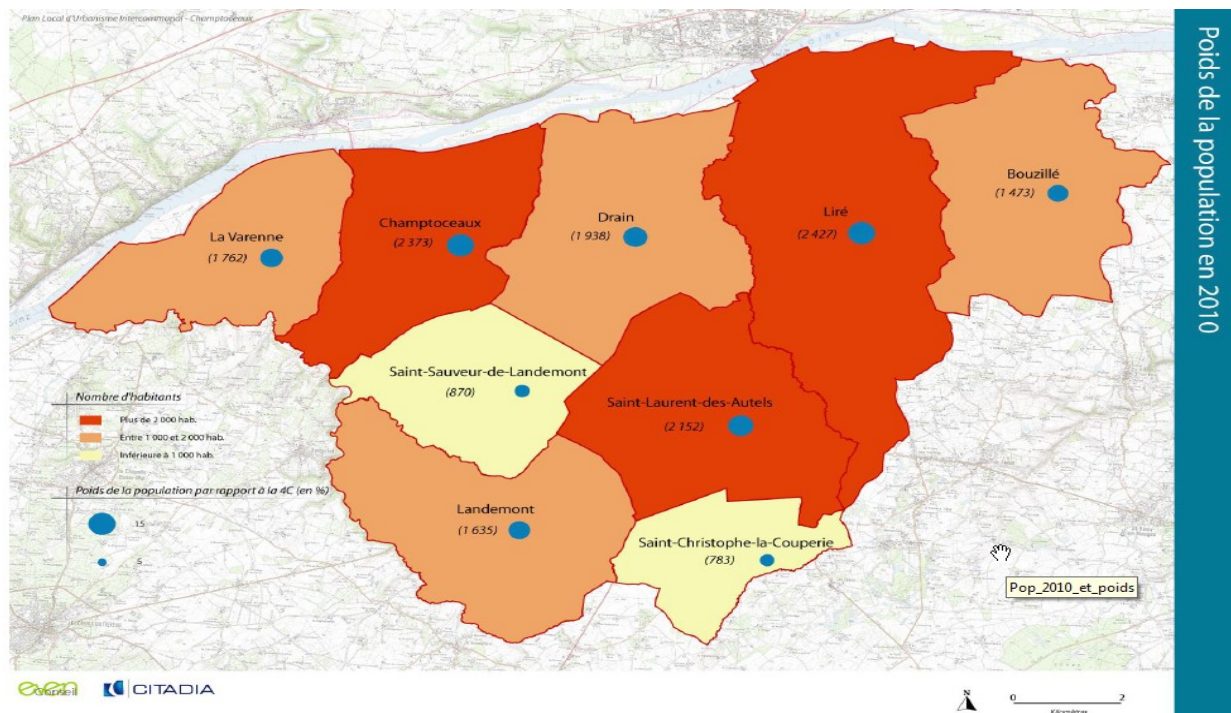 Plan Local d'Urbanisme Intercommunal - Champtoceaux
Poids de la population en 2010
Bouzillé
(1 473)
Drain
(1 938)
Liré
(2 427)
Champtoceaux
(2 373)
La Varenne
(1 762)
Saint-Sauveur-de-Landemont
(870)
Saint-Laurent-des-Autels
(2 152)
Nombre d'habitants
Plus de 2 000 hab.
Entre 1 000 et 2 000 hab.
Inférieure à 1 000 hab.
Poids de la population par rapport à la 4C (en %)
15
5
Landemont
(1 635)
Saint-Christophe-la-Couperie
(783)
Pop_2010_et_poids
even
Conseil
CITADIA
N
0 2
Kilomètres